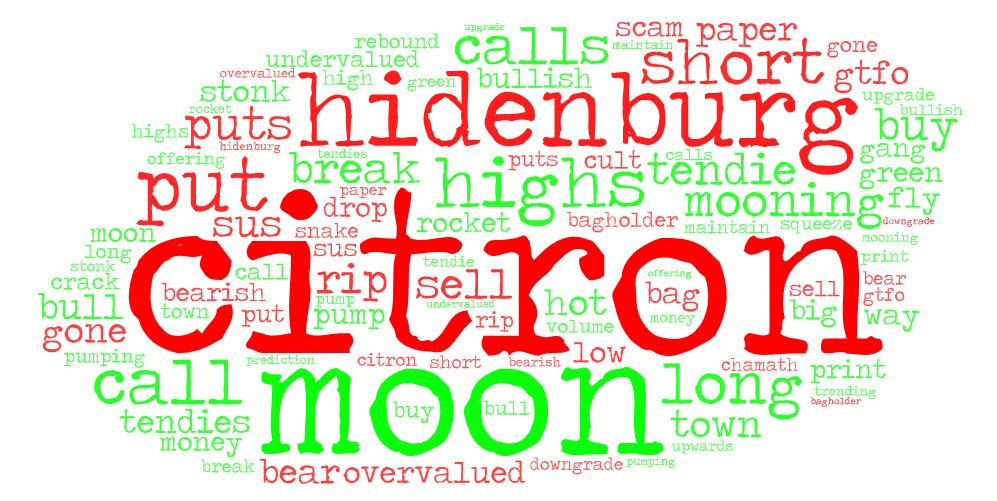 upgrade
scam paper
rebound calls maintain gone
undervalued short
overvalued high green bullish gtfo
stonk hidenburg upgrade
rocket bullish
highs puts buy
hidenburg gang
offering tendies puts cult calls
break tendie green
put paper highs mooning fly
drop rocket bagholder squeeze downgrade
sus snake maintain
moon sus mooning
long citron print
stonk call tendie offering bear
crack bearish rip sell bag sell gtfo
bull town put pump undervalued hot money big way
pump rip volume
gone
pumping prediction citron short bearish low chamath print
call moon long trending
bagholder
tendies buy bull town
money upwards
break bear overvalued downgrade pumping